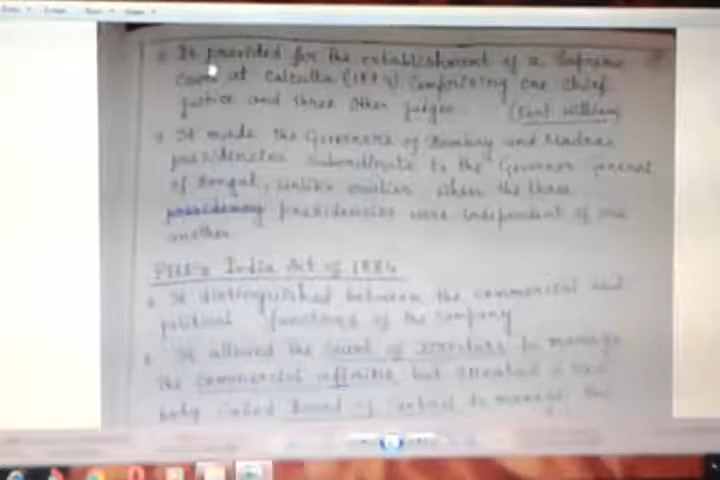 It provided for the establishment of a Supreme
Court at Calcutta comprising one chief
justice and three other judges (Fort William)
It made the Governors of Bombay and Madras
presidencies subordinate to the Governor general
of Bengal, unlike earlier when the three
presidency presidencies were independent of one
another
Pitt's India Act of
It distinguished between the commercial and
political functions of the company
It allowed the Court of Directors to manage
the commercial affairs but created a new
body called Board of Control to manage the